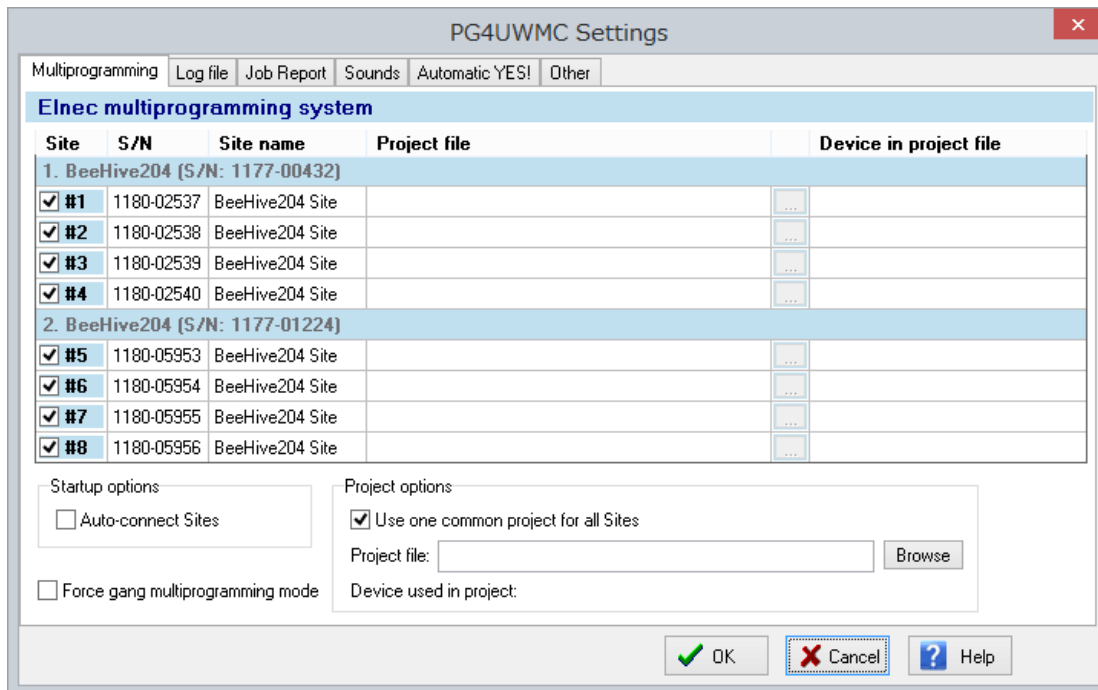 PG4UWMC Settings
Multiprogramming Log file Job Report Sounds Automatic YES! Other
Elnec multiprogramming system
Site S/N Site name Project file Device in project file
1. BeeHive204 (S/N: 1177-00432)
#1 1180-02537 BeeHive204 Site ...
#2 1180-02538 BeeHive204 Site ...
#3 1180-02539 BeeHive204 Site ...
#4 1180-02540 BeeHive204 Site ...
2. BeeHive204 (S/N: 1177-01224)
#5 1180-05953 BeeHive204 Site ...
#6 1180-05954 BeeHive204 Site ...
#7 1180-05955 BeeHive204 Site ...
#8 1180-05956 BeeHive204 Site ...
Startup options Project options
Auto-connect Sites Use one common project for all Sites
Project file: Browse
Force gang multiprogramming mode Device used in project:
OK Cancel ? Help